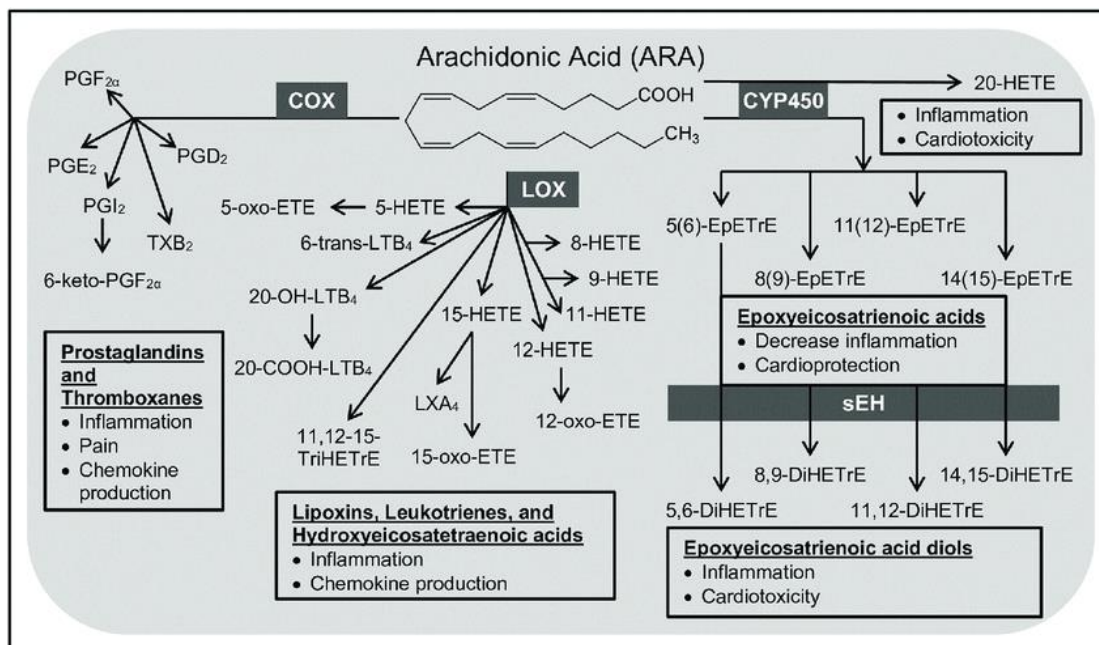 Arachidonic Acid (ARA)
PGF2α
COX
COOH
CH3
CYP450
20-HETE
• Inflammation
• Cardiotoxicity
PGE2
PGD2
PGI2
TXB2
6-keto-PGF2α
LOX
5-oxo-ETE
5-HETE
6-trans-LTB4
8-HETE
9-HETE
20-OH-LTB4
15-HETE
11-HETE
12-HETE
20-COOH-LTB4
LXA4
12-oxo-ETE
11,12-15-
TriHETrE
15-oxo-ETE
5(6)-EpETrE
11(12)-EpETrE
8(9)-EpETrE
14(15)-EpETrE
Epoxyeicosatrienoic acids
• Decrease inflammation
• Cardioprotection
sEH
8,9-DiHETrE
14,15-DiHETrE
5,6-DiHETrE
11,12-DiHETrE
Prostaglandins
and
Thromboxanes
• Inflammation
• Pain
• Chemokine
production
Lipoxins, Leukotrienes, and
Hydroxyeicosatetraenoic acids
• Inflammation
• Chemokine production
Epoxyeicosatrienoic acid diols
• Inflammation
• Cardiotoxicity